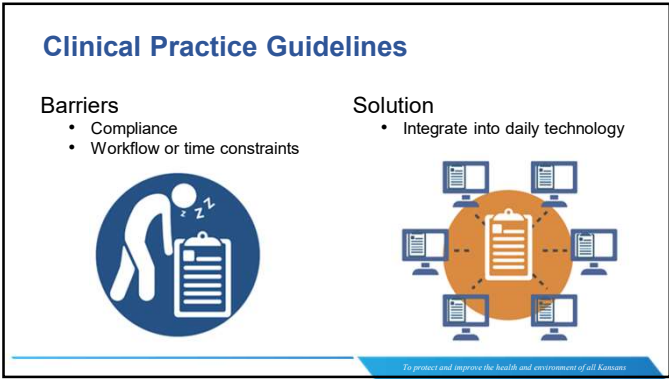 Clinical Practice Guidelines
Barriers
• Compliance
• Workflow or time constraints
Solution
• Integrate into daily technology
z z z
To protect and improve the health and environment of all Kansans